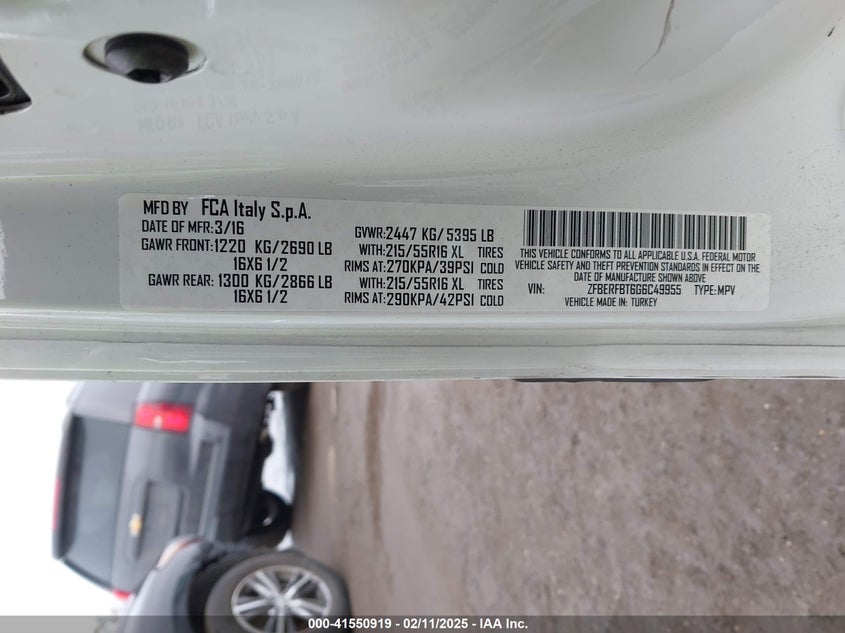 MFD BY FCA Italy S.p.A.
DATE OF MFR:3/16
GAWR FRONT:1220 KG/2690 LB
16X6 1/2
GAWR REAR:1300 KG/2866 LB
16X6 1/2
GVWR:2447 KG/5395 LB
WITH:215/55R16 XL TIRES
RIMS AT:270KPA/39PSI COLD
WITH:215/55R16 XL TIRES
RIMS AT:290KPA/42PSI COLD
THIS VEHICLE CONFORMS TO ALL APPLICABLE U.S.A. FEDERAL MOTOR
VEHICLE SAFETY AND THEFT PREVENTION STANDARDS IN EFFECT ON THE
DATE OF MANUFACTURE SHOWN ABOVE
VIN: ZFBERFBT6G6C49955 TYPE:MPV
VEHICLE MADE IN: TURKEY
000-41550919 - 02/11/2025 - IAA Inc.